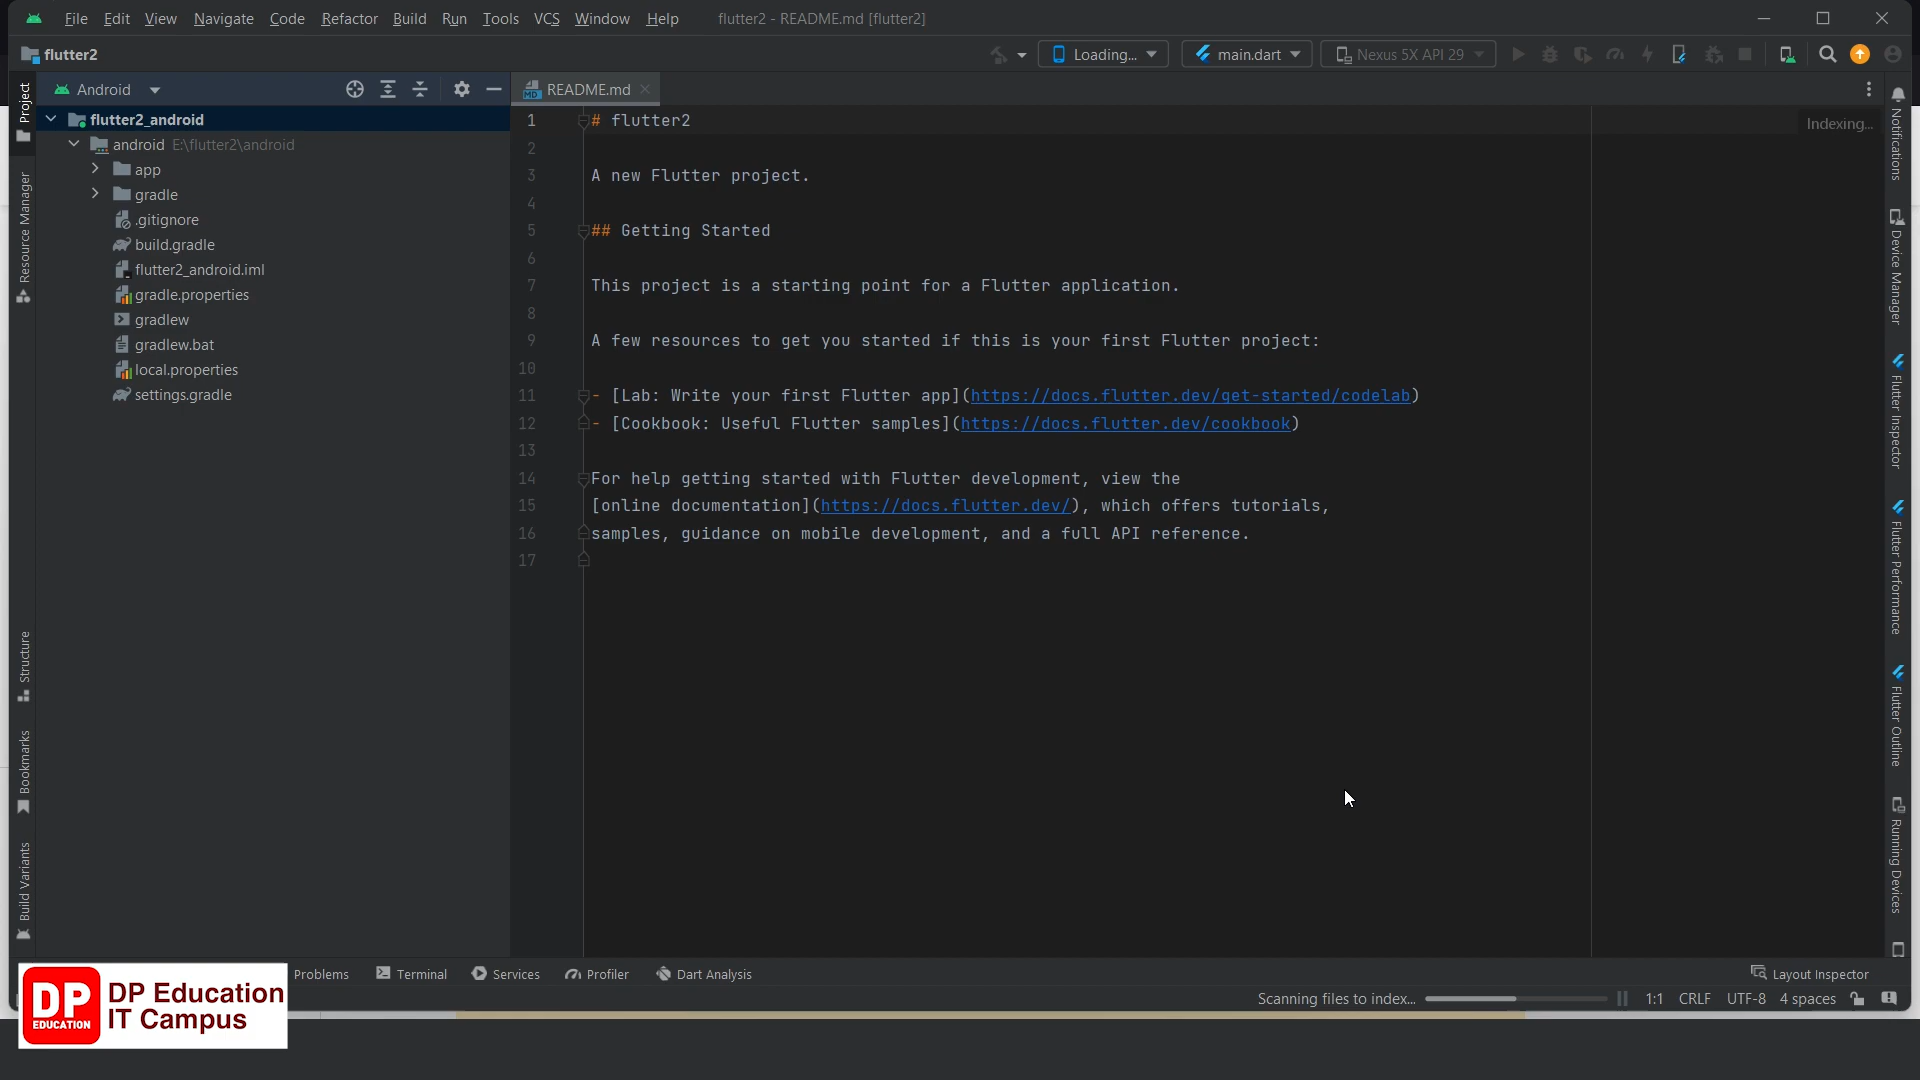 File Edit View Navigate Code Refactor Build Run Tools VCS Window Help flutter2 - README.md [flutter2]
flutter2 Loading... main.dart Nexus 5X API 29
Project
Android
README.md
flutter2_android
android E:\flutter2\android
app
gradle
.gitignore
build.gradle
flutter2_android.iml
gradle.properties
gradlew
gradlew.bat
local.properties
settings.gradle
Resource Manager
Structure
Bookmarks
Build Variants
1 # flutter2
Indexing...
2
3 A new Flutter project.
4
5 ## Getting Started
6
7 This project is a starting point for a Flutter application.
8
9 A few resources to get you started if this is your first Flutter project:
10
11 - [Lab: Write your first Flutter app](https://docs.flutter.dev/get-started/codelab)
12 - [Cookbook: Useful Flutter samples](https://docs.flutter.dev/cookbook)
13
14 For help getting started with Flutter development, view the
15 [online documentation](https://docs.flutter.dev/), which offers tutorials,
16 samples, guidance on mobile development, and a full API reference.
17
Notifications
Device Manager
Flutter Inspector
Flutter Performance
Flutter Outline
Running Devices
Problems Terminal Services Profiler Dart Analysis Layout Inspector
Scanning files to index... 1:1 CRLF UTF-8 4 spaces
DP
EDUCATION
DP Education
IT Campus